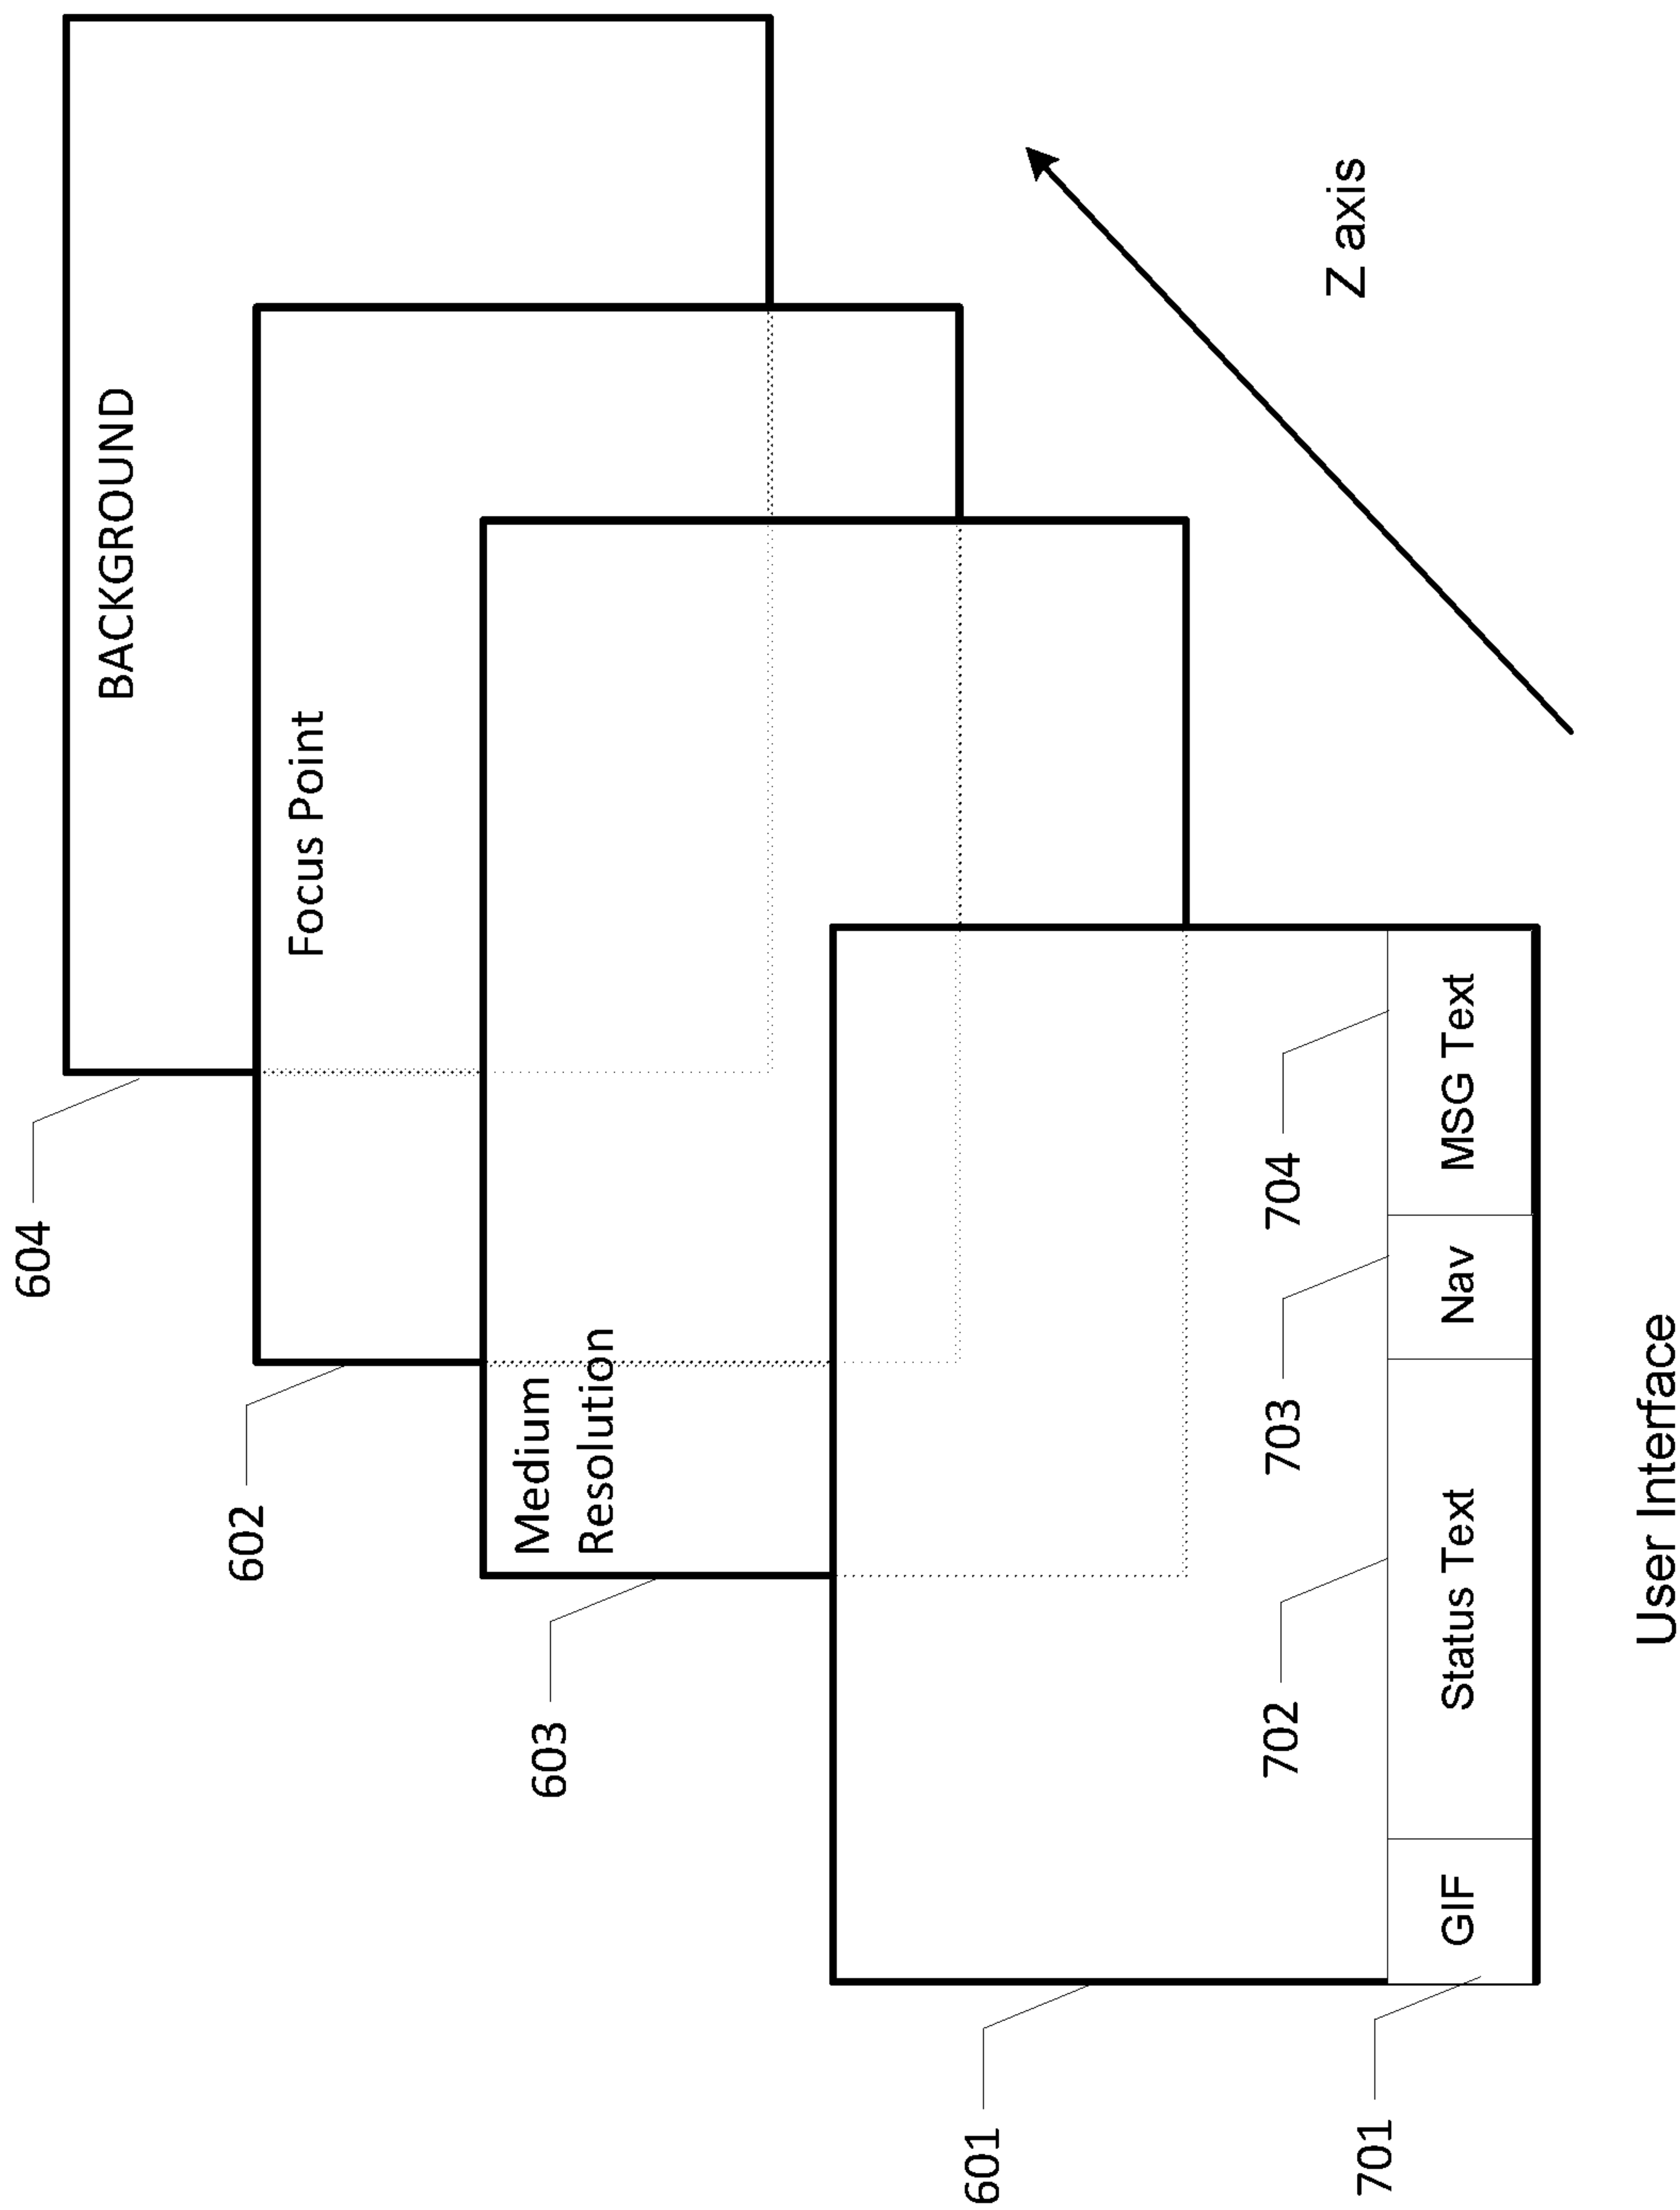 604
BACKGROUND
602
Focus Point
603
Medium
Resolution
601
Z axis
701
702
703
704
GIF
Status Text
Nav
MSG Text
User Interface